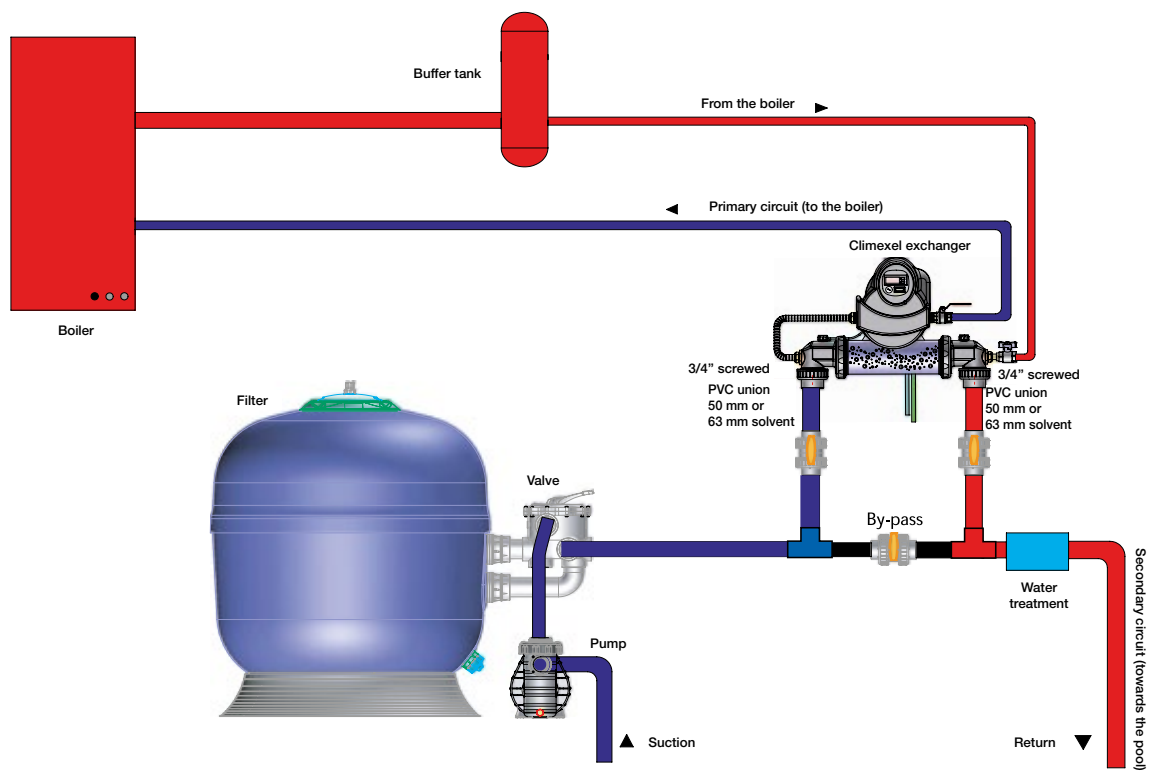 Buffer tank
From the boiler
Primary circuit (to the boiler)
Climexel exchanger
Boiler
3/4” screwed
PVC union
50 mm or
63 mm solvent
3/4” screwed
PVC union
50 mm or
63 mm solvent
Filter
Valve
By-pass
Water
treatment
Pump
Suction
Return
Secondary circuit (towards the pool)